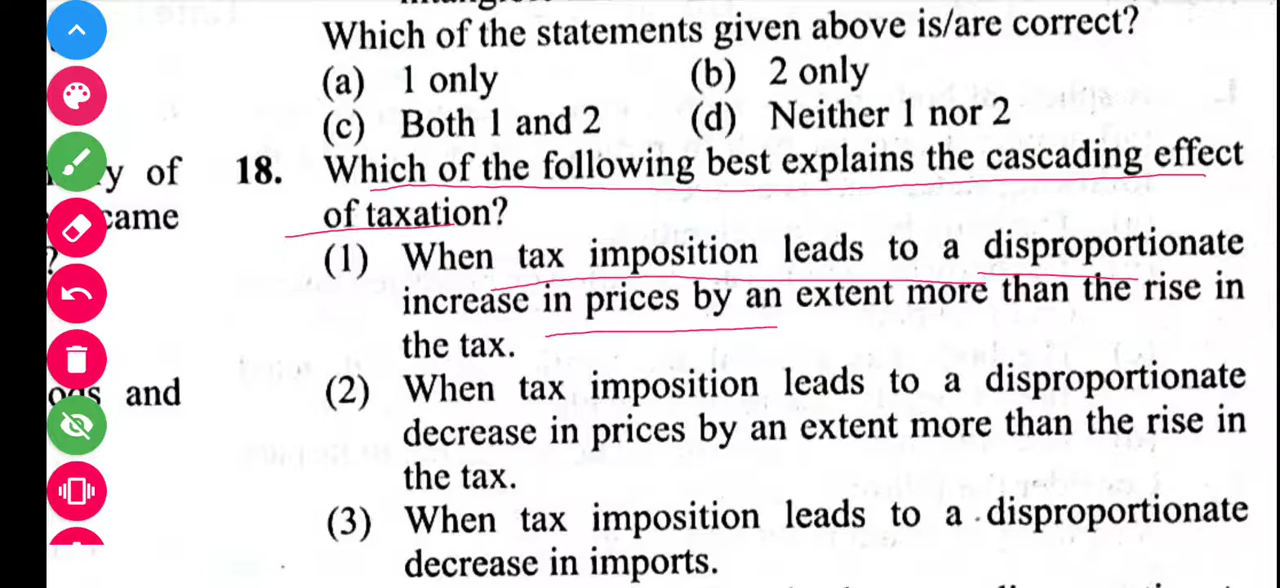 Which of the statements given above is/are correct?
(a) 1 only (b) 2 only
(c) Both 1 and 2 (d) Neither 1 nor 2
y of 18. Which of the following best explains the cascading effect
came of taxation?
(1) When tax imposition leads to a disproportionate
? increase in prices by an extent more than the rise in
the tax.
and (2) When tax imposition leads to a disproportionate
decrease in prices by an extent more than the rise in
the tax.
(3) When tax imposition leads to a disproportionate
decrease in imports.